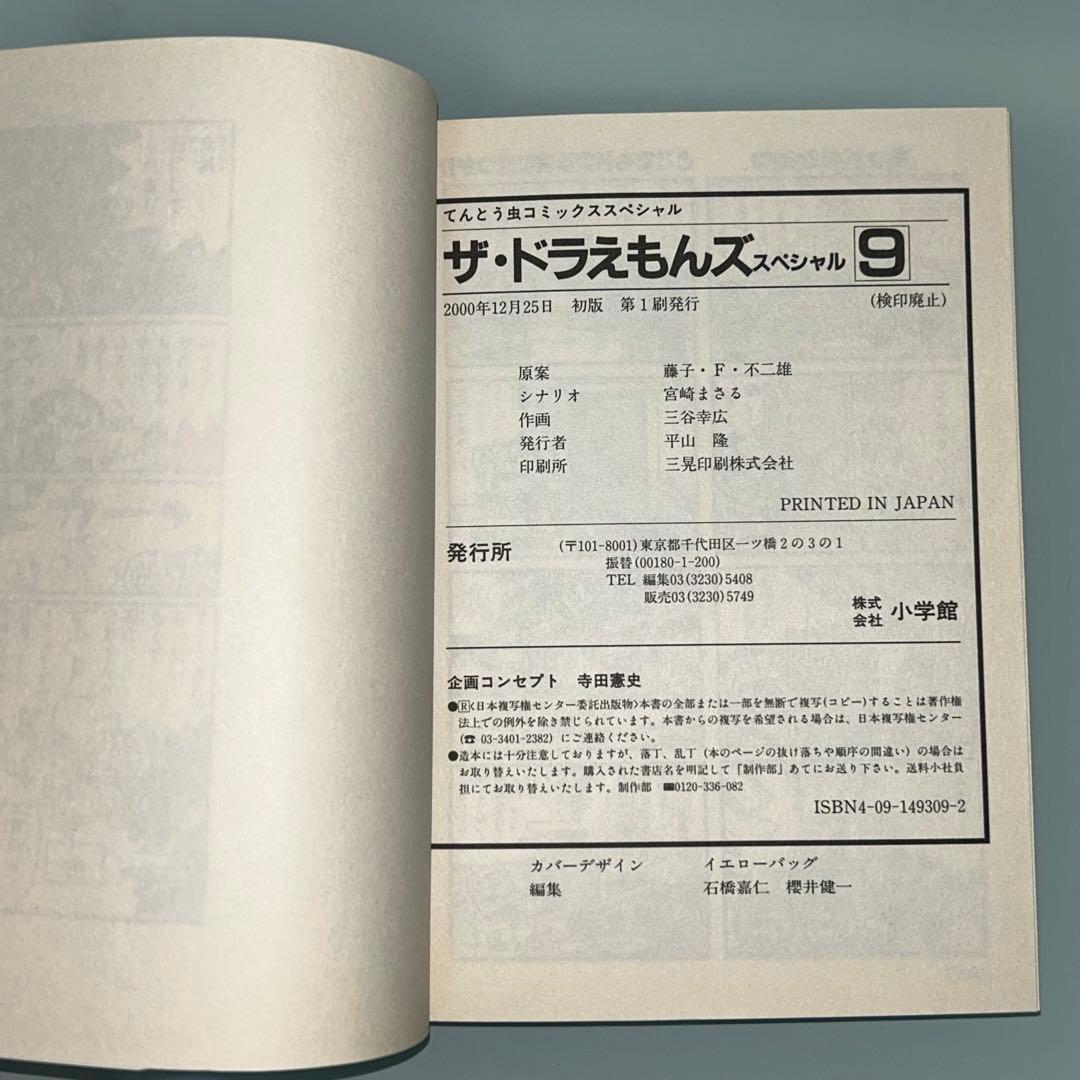 てんとう虫コミックススペシャル
ザ・ドラえもんズスペシャル 9
2000年12月25日 初版 第1刷発行 (検印廃止)
原案 藤子・F・不二雄
シナリオ 宮崎まさる
作画 三谷幸広
発行者 平山 隆
印刷所 三晃印刷株式会社
PRINTED IN JAPAN
発行所 (〒101-8001)東京都千代田区一ツ橋2の3の1
振替(00180-1-200)
TEL 編集03(3230)5408
販売03(3230)5749
株式会社 小学館
企画コンセプト 寺田憲史
●Ⓡ<日本複写権センター委託出版物>本書の全部または一部を無断で複写(コピー)することは著作権
法上での例外を除き禁じられています。本書からの複写を希望される場合は、日本複写権センター
(☎ 03-3401-2382) にご連絡ください。
●造本には十分注意しておりますが、落丁、乱丁 (本のページの抜け落ちや順序の間違い) の場合は
お取り替えいたします。購入された書店名を明記して「制作部」あてにお送り下さい。送料小社負
担にてお取り替えいたします。制作部 0120-336-082
ISBN4-09-149309-2
カバーデザイン イエローバッグ
編集 石橋嘉仁 櫻井健一